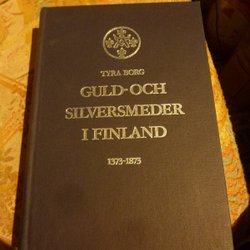 TYRA BORG
GULD- OCH
SILVERSMEDER
I FINLAND
1373-1873